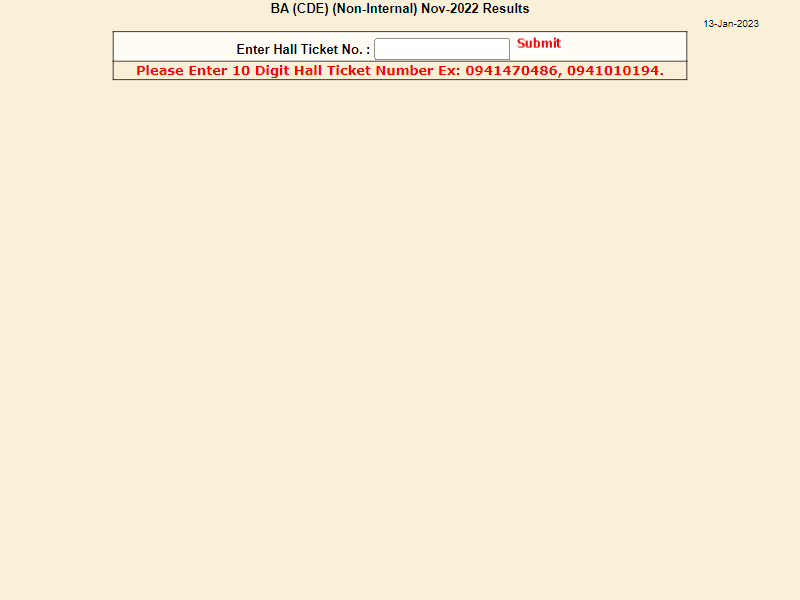 BA (CDE) (Non-Internal) Nov-2022 Results
13-Jan-2023
Enter Hall Ticket No. : Submit
Please Enter 10 Digit Hall Ticket Number Ex: 0941470486, 0941010194.